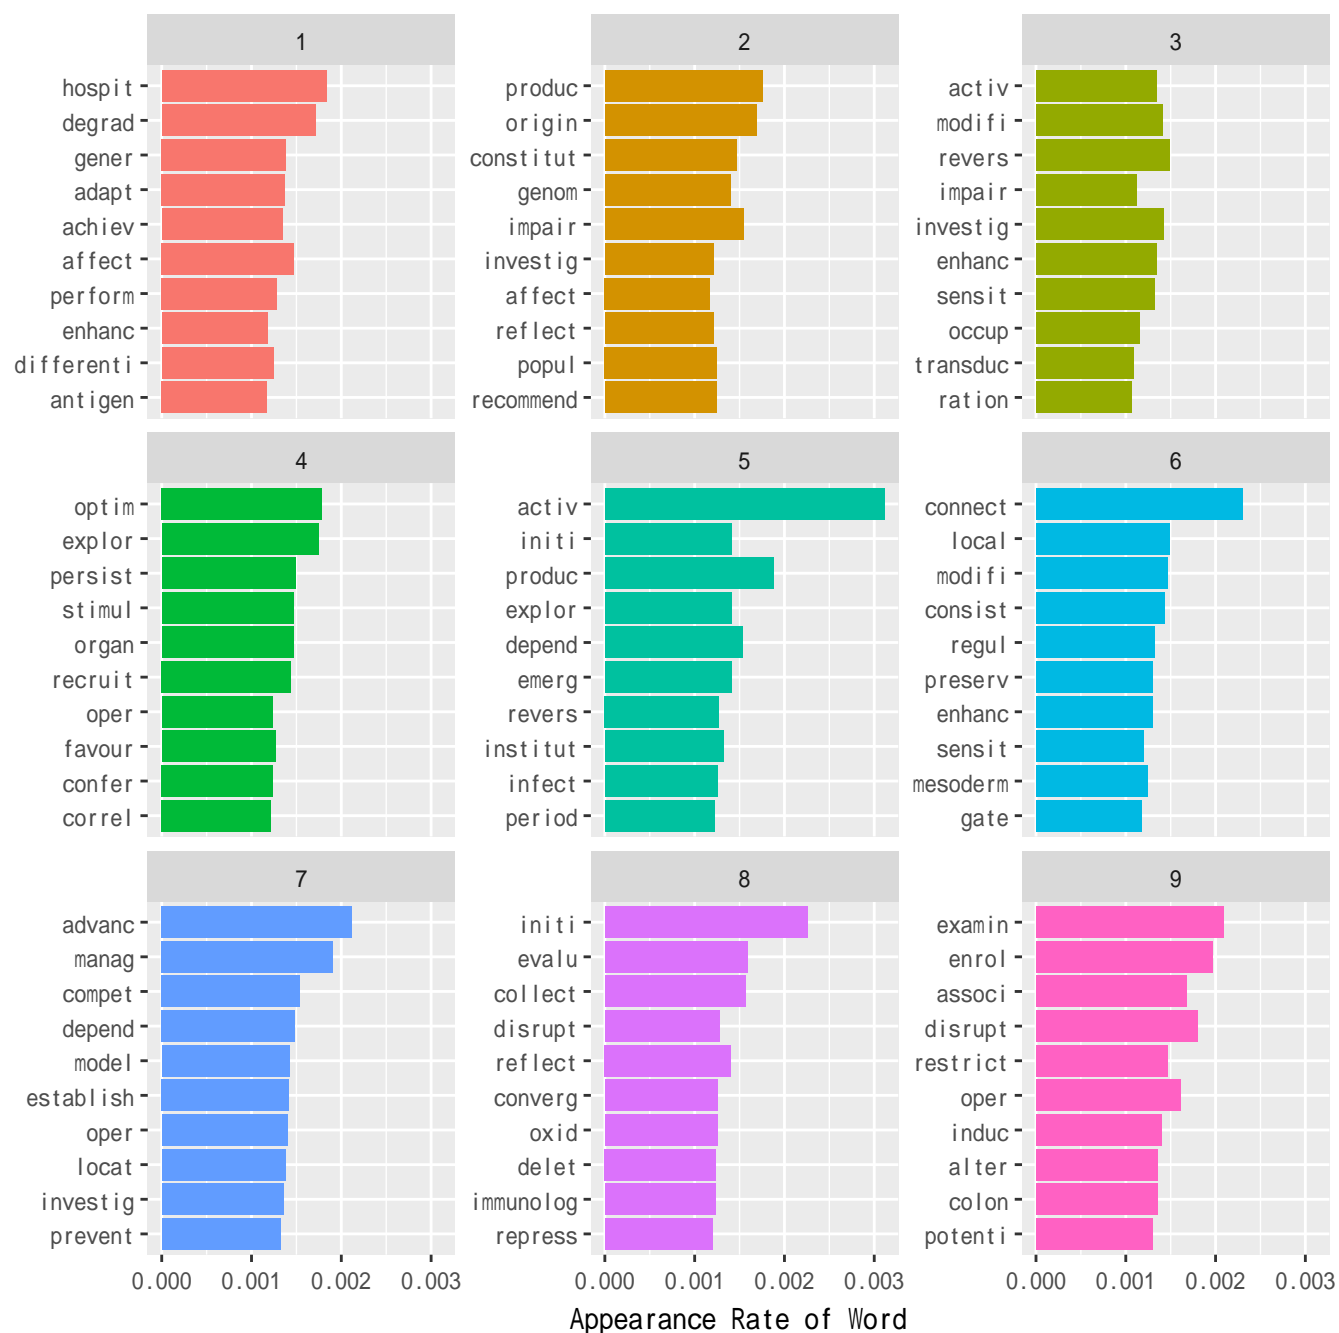 1
hospit
degrad
gener
adapt
achiev
affect
perform
enhanc
differenti
antigen
2
produc
origin
constitut
genom
impair
investig
affect
reflect
popul
recommend
3
activ
modifi
revers
impair
investig
enhanc
sensit
occup
transduc
ration
4
optim
explor
persist
stimul
organ
recruit
oper
favour
confer
correl
5
activ
initi
produc
explor
depend
emerg
revers
institut
infect
period
6
connect
local
modifi
consist
regul
preserv
enhanc
sensit
mesoderm
gate
7
advanc
manag
compet
depend
model
establish
oper
locat
investig
prevent
0.000 0.001 0.002 0.003
8
initi
evalu
collect
disrupt
reflect
converg
oxid
delet
immunolog
repress
0.000 0.001 0.002 0.003
9
examin
enrol
associ
disrupt
restrict
oper
induc
alter
colon
potenti
0.000 0.001 0.002 0.003
Appearance Rate of Word